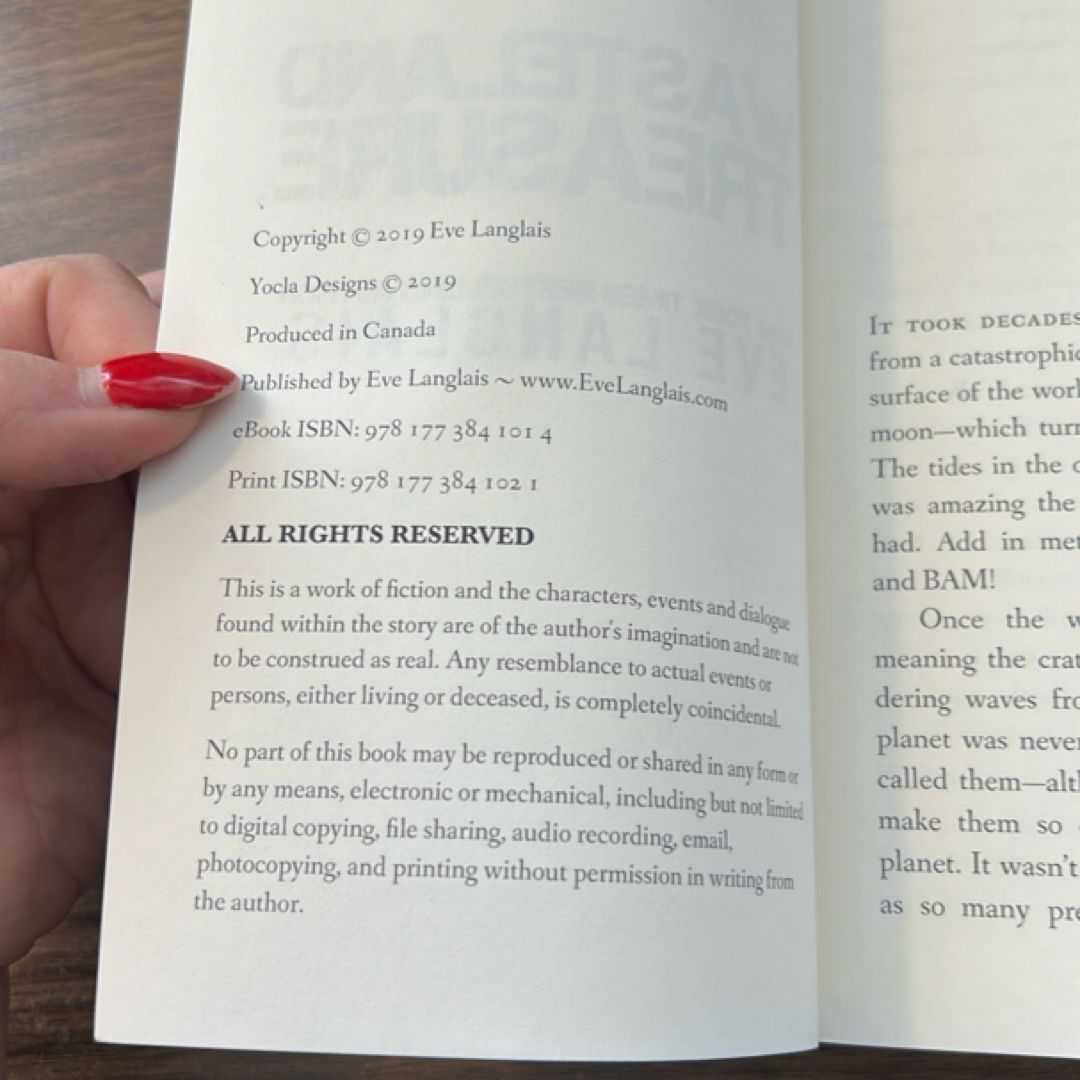 Copyright © 2019 Eve Langlais
Yocla Designs © 2019
Produced in Canada
Published by Eve Langlais ~ www.EveLanglais.com
eBook ISBN: 978 177 384 101 4
Print ISBN: 978 177 384 102 1
ALL RIGHTS RESERVED
This is a work of fiction and the characters, events and dialogue
found within the story are of the author's imagination and are not
to be construed as real. Any resemblance to actual events or
persons, either living or deceased, is completely coincidental.
No part of this book may be reproduced or shared in any form or
by any means, electronic or mechanical, including but not limited
to digital copying, file sharing, audio recording, email,
photocopying, and printing without permission in writing from
the author.
IT TOOK DECADES
from a catastrophic
surface of the
moon—which
The tides in the
was amazing the
had. Add in
and BAM!
Once the
meaning the
dering waves
planet was never
called
make them so
planet. It wasn't
as so many